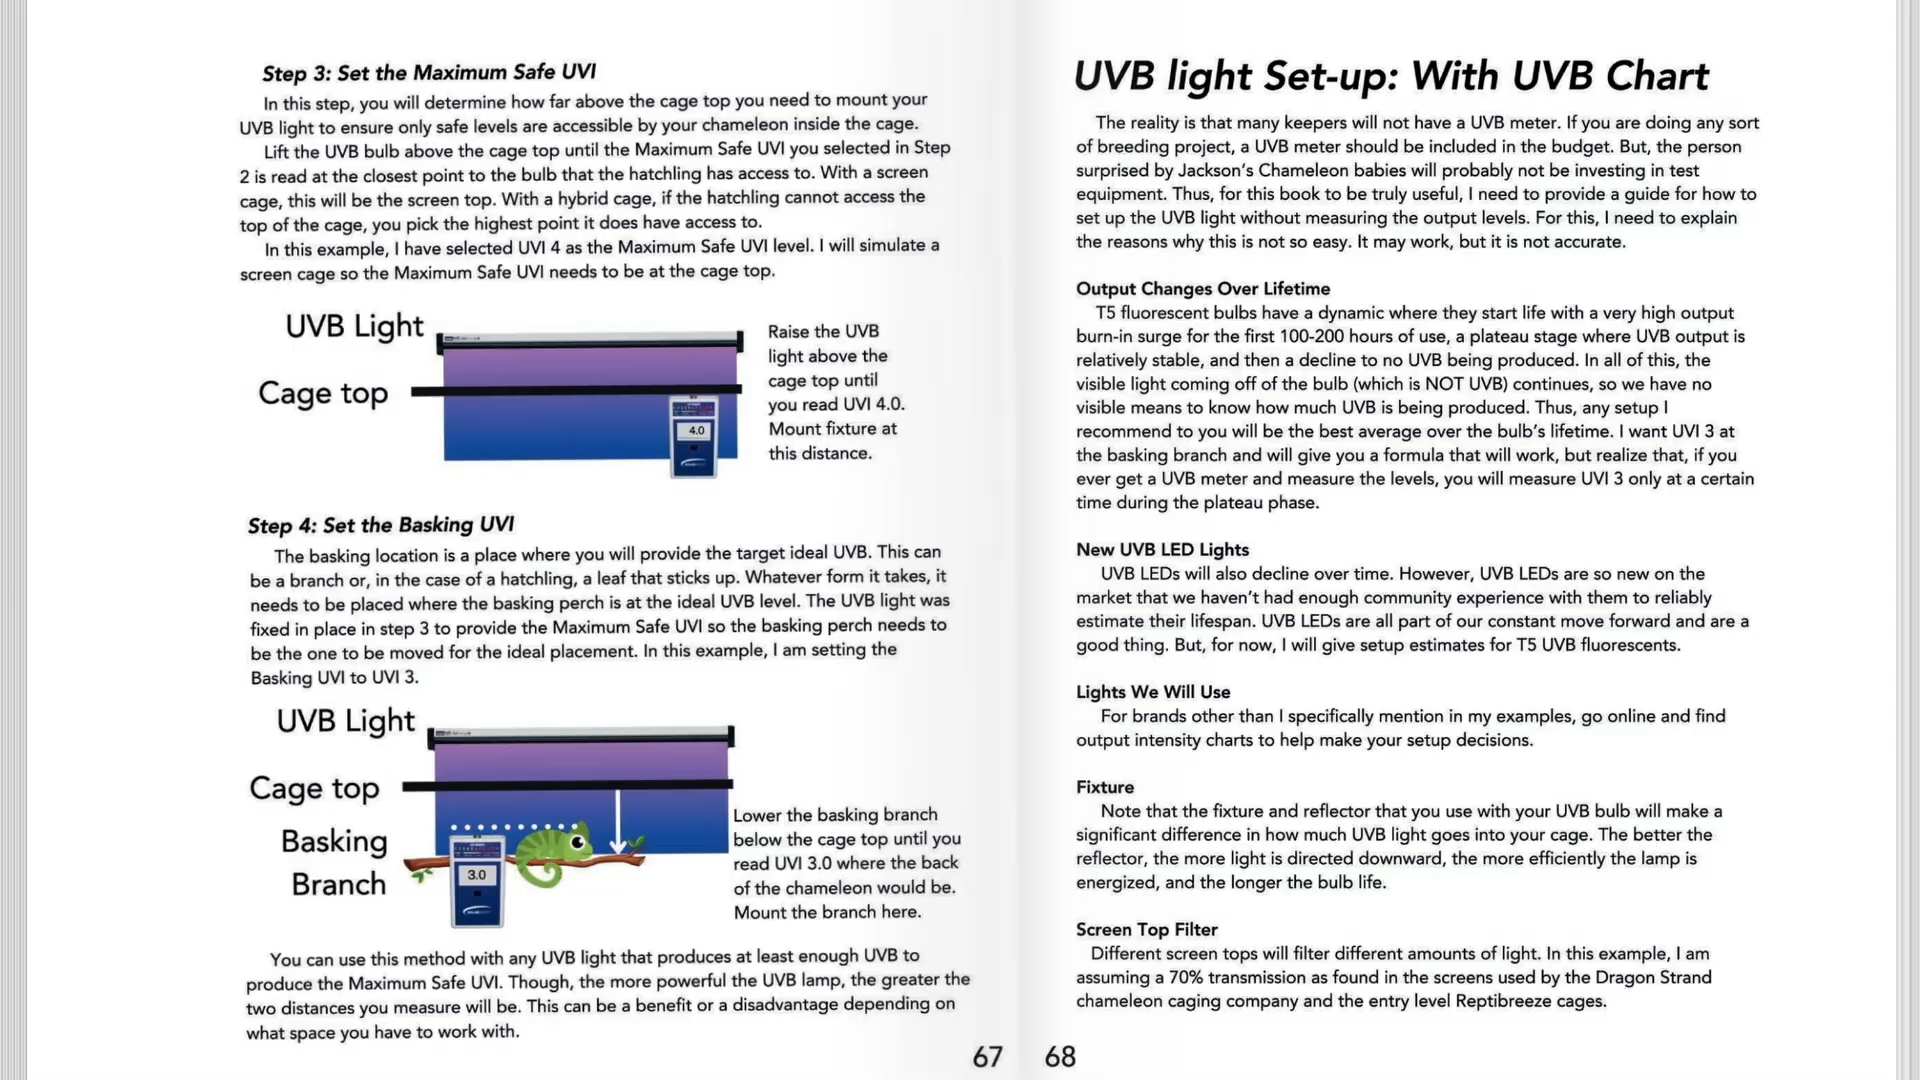 Step 3: Set the Maximum Safe UVI
In this step, you will determine how far above the cage top you need to mount your
UVB light to ensure only safe levels are accessible by your chameleon inside the cage.
Lift the UVB bulb above the cage top until the Maximum Safe UVI you selected in Step
2 is read at the closest point to the bulb that the hatchling has access to. With a screen
cage, this will be the screen top. With a hybrid cage, if the hatchling cannot access the
top of the cage, you pick the highest point it does have access to.
In this example, I have selected UVI 4 as the Maximum Safe UVI level. I will simulate a
screen cage so the Maximum Safe UVI needs to be at the cage top.
UVB Light
Cage top
4.0
Raise the UVB
light above the
cage top until
you read UVI 4.0.
Mount fixture at
this distance.
Step 4: Set the Basking UVI
The basking location is a place where you will provide the target ideal UVB. This can
be a branch or, in the case of a hatchling, a leaf that sticks up. Whatever form it takes, it
needs to be placed where the basking perch is at the ideal UVB level. The UVB light was
fixed in place in step 3 to provide the Maximum Safe UVI so the basking perch needs to
be the one to be moved for the ideal placement. In this example, I am setting the
Basking UVI to UVI 3.
UVB Light
Cage top
Basking
Branch
3.0
Lower the basking branch
below the cage top until you
read UVI 3.0 where the back
of the chameleon would be.
Mount the branch here.
You can use this method with any UVB light that produces at least enough UVB to
produce the Maximum Safe UVI. Though, the more powerful the UVB lamp, the greater the
two distances you measure will be. This can be a benefit or a disadvantage depending on
what space you have to work with.
67
UVB light Set-up: With UVB Chart
The reality is that many keepers will not have a UVB meter. If you are doing any sort
of breeding project, a UVB meter should be included in the budget. But, the person
surprised by Jackson's Chameleon babies will probably not be investing in test
equipment. Thus, for this book to be truly useful, I need to provide a guide for how to
set up the UVB light without measuring the output levels. For this, I need to explain
the reasons why this is not so easy. It may work, but it is not accurate.
Output Changes Over Lifetime
T5 fluorescent bulbs have a dynamic where they start life with a very high output
burn-in surge for the first 100-200 hours of use, a plateau stage where UVB output is
relatively stable, and then a decline to no UVB being produced. In all of this, the
visible light coming off of the bulb (which is NOT UVB) continues, so we have no
visible means to know how much UVB is being produced. Thus, any setup I
recommend to you will be the best average over the bulb's lifetime. I want UVI 3 at
the basking branch and will give you a formula that will work, but realize that, if you
ever get a UVB meter and measure the levels, you will measure UVI 3 only at a certain
time during the plateau phase.
New UVB LED Lights
UVB LEDs will also decline over time. However, UVB LEDs are so new on the
market that we haven't had enough community experience with them to reliably
estimate their lifespan. UVB LEDs are all part of our constant move forward and are a
good thing. But, for now, I will give setup estimates for T5 UVB fluorescents.
Lights We Will Use
For brands other than I specifically mention in my examples, go online and find
output intensity charts to help make your setup decisions.
Fixture
Note that the fixture and reflector that you use with your UVB bulb will make a
significant difference in how much UVB light goes into your cage. The better the
reflector, the more light is directed downward, the more efficiently the lamp is
energized, and the longer the bulb life.
Screen Top Filter
Different screen tops will filter different amounts of light. In this example, I am
assuming a 70% transmission as found in the screens used by the Dragon Strand
chameleon caging company and the entry level Reptibreeze cages.
68